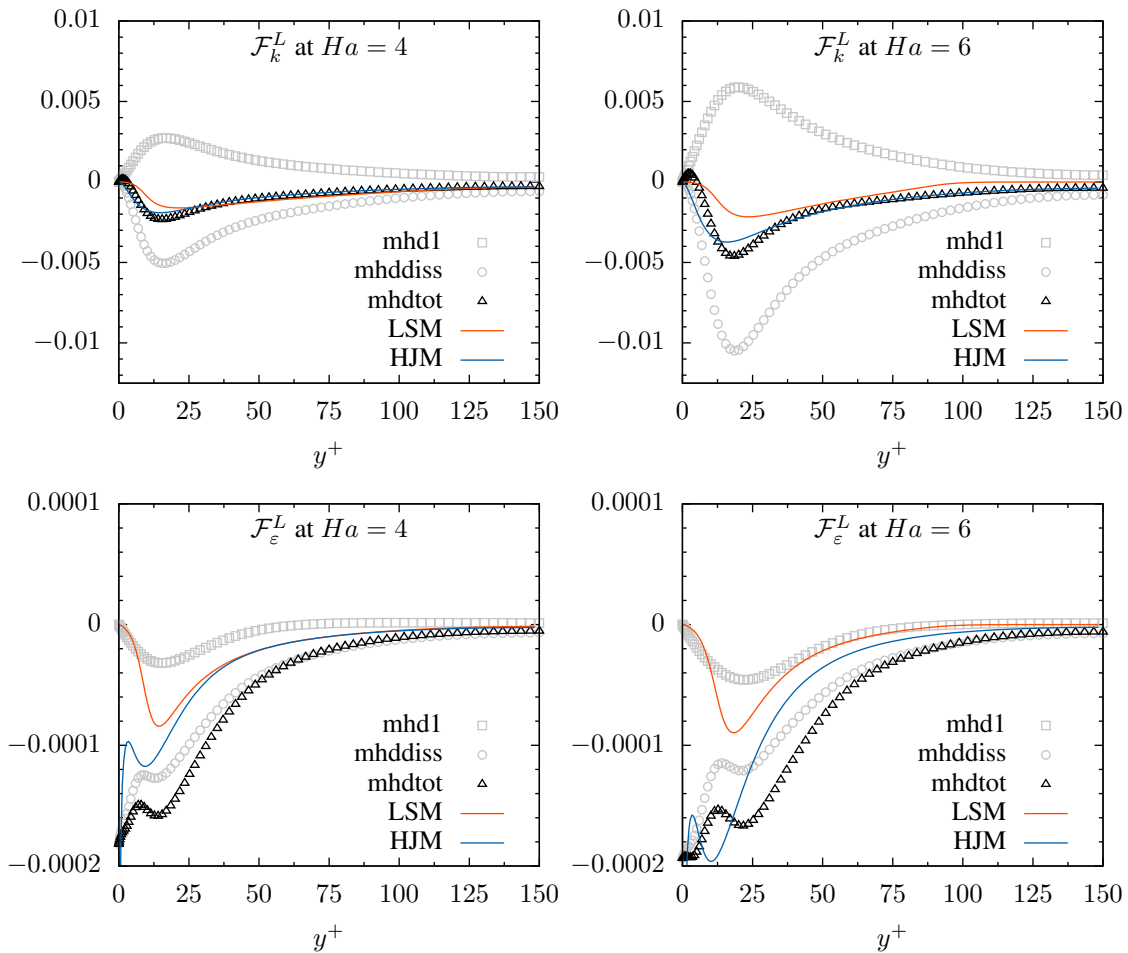 𝓕ₖᴸ at Ha = 4
0.01
0.005
0
−0.005
−0.01
mhd1
mhddiss
mhdtot
LSM
HJM
0 25 50 75 100 125 150
y⁺
𝓕ₖᴸ at Ha = 6
0.01
0.005
0
−0.005
−0.01
mhd1
mhddiss
mhdtot
LSM
HJM
0 25 50 75 100 125 150
y⁺
𝓕_εᴸ at Ha = 4
0.0001
0
−0.0001
−0.0002
mhd1
mhddiss
mhdtot
LSM
HJM
0 25 50 75 100 125 150
y⁺
𝓕_εᴸ at Ha = 6
0.0001
0
−0.0001
−0.0002
mhd1
mhddiss
mhdtot
LSM
HJM
0 25 50 75 100 125 150
y⁺